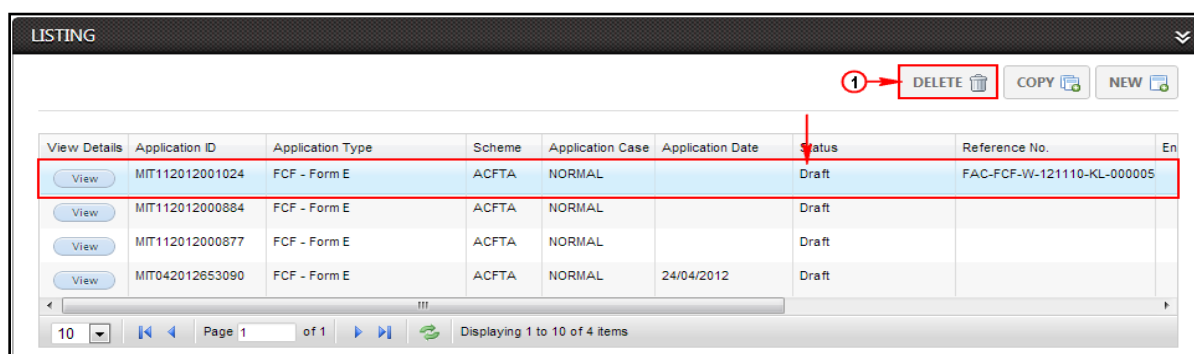 LISTING
1 DELETE COPY NEW
View Details Application ID Application Type Scheme Application Case Application Date Status Reference No. En
View MIT112012001024 FCF - Form E ACFTA NORMAL Draft FAC-FCF-W-121110-KL-000005
View MIT112012000884 FCF - Form E ACFTA NORMAL Draft
View MIT112012000877 FCF - Form E ACFTA NORMAL Draft
View MIT042012653090 FCF - Form E ACFTA NORMAL 24/04/2012 Draft
10 Page 1 of 1 Displaying 1 to 10 of 4 items